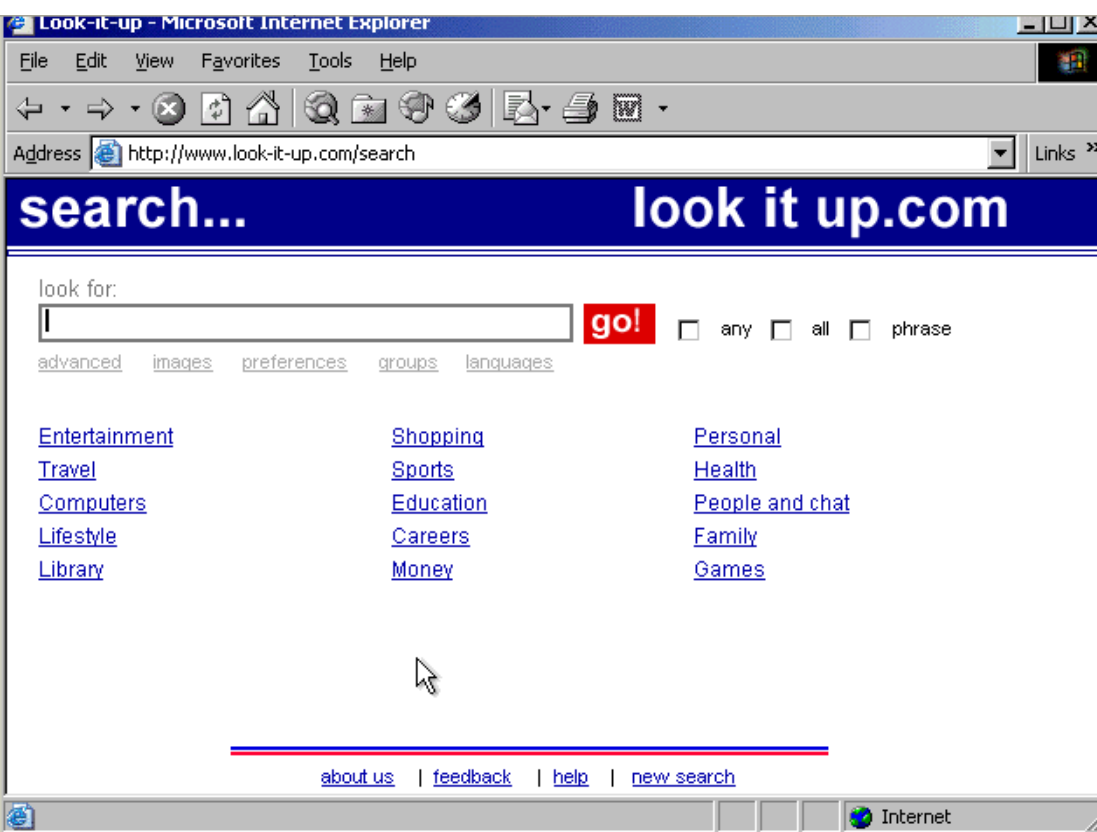 Look-it-up - Microsoft Internet Explorer
File Edit View Favorites Tools Help
Address http://www.look-it-up.com/search Links »
search... look it up.com
look for:
go! any all phrase
advanced images preferences groups languages
Entertainment Shopping Personal
Travel Sports Health
Computers Education People and chat
Lifestyle Careers Family
Library Money Games
about us | feedback | help | new search
Internet